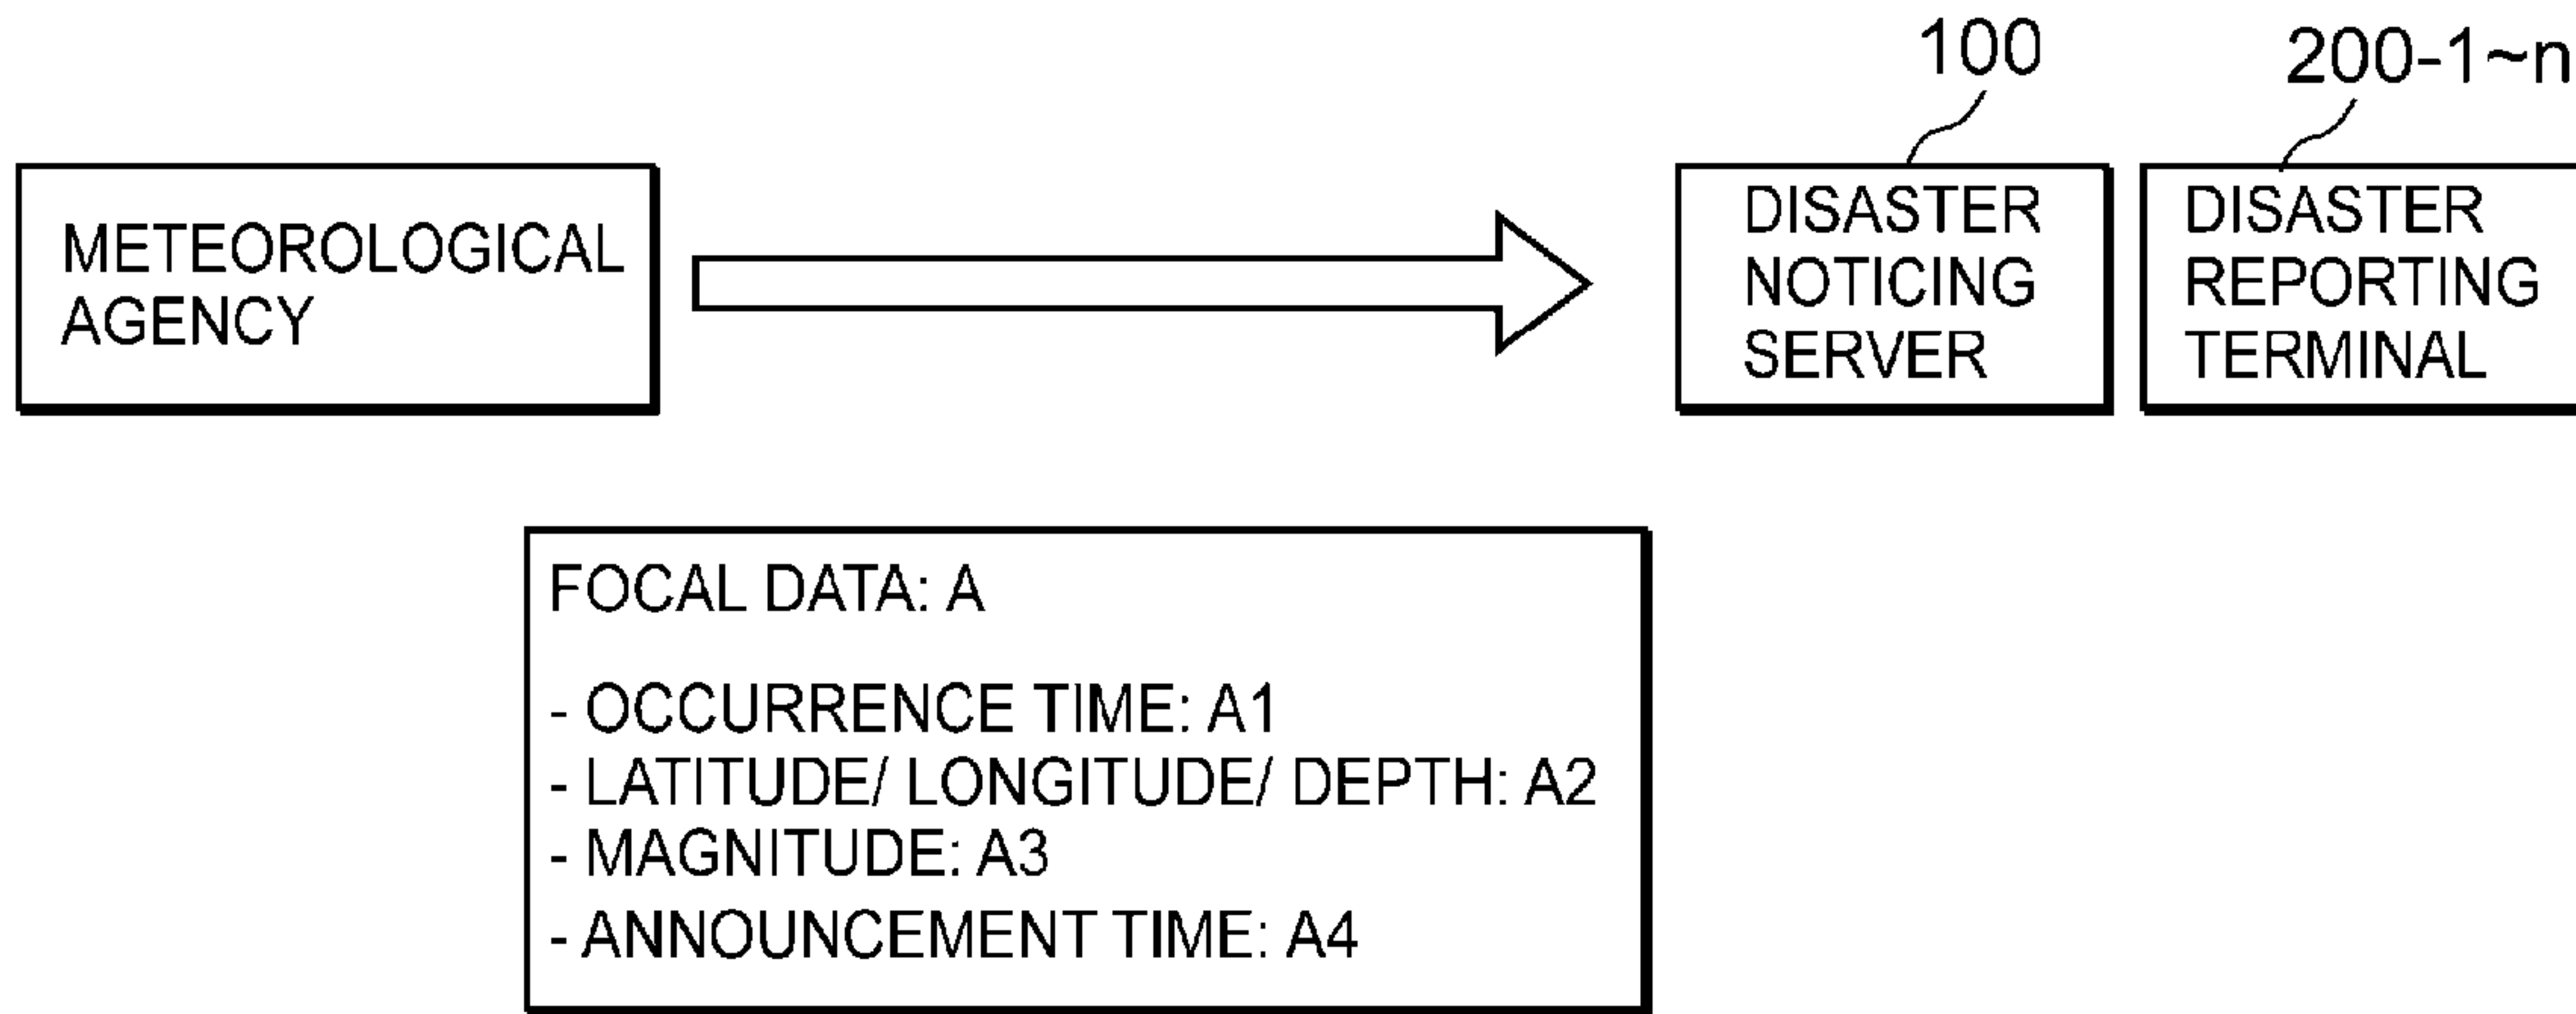 100
200-1~n
METEOROLOGICAL
AGENCY
DISASTER
NOTICING
SERVER
DISASTER
REPORTING
TERMINAL
FOCAL DATA: A
- OCCURRENCE TIME: A1
- LATITUDE/ LONGITUDE/ DEPTH: A2
- MAGNITUDE: A3
- ANNOUNCEMENT TIME: A4